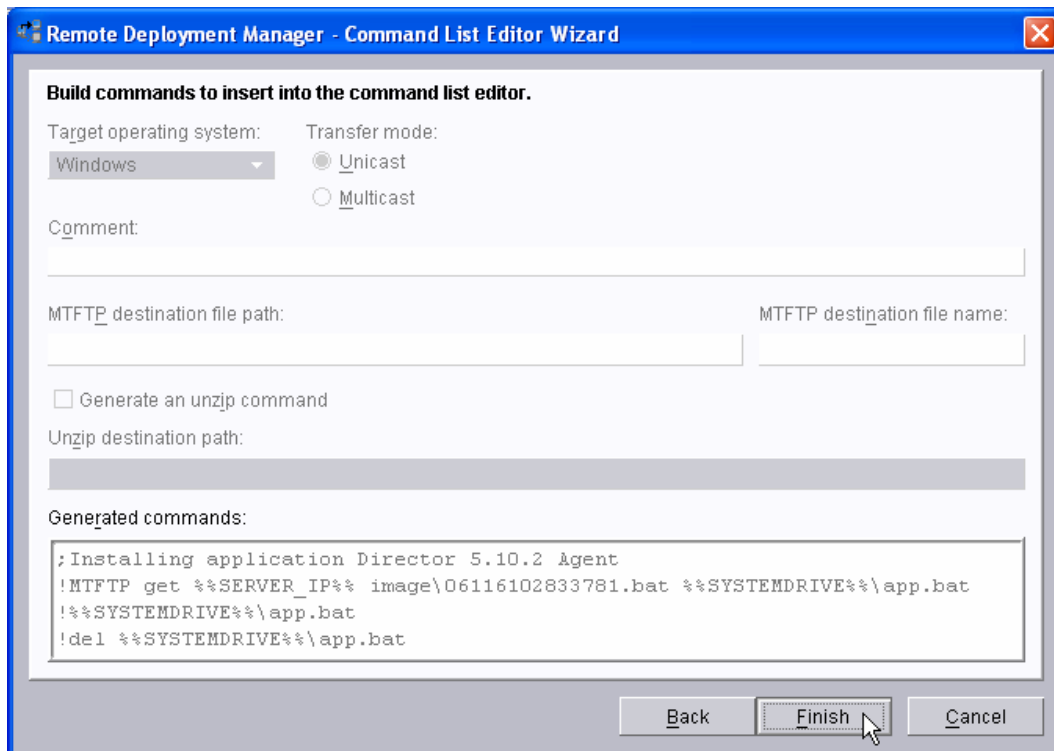 Remote Deployment Manager - Command List Editor Wizard
Build commands to insert into the command list editor.
Target operating system: Transfer mode:
Windows Unicast
Multicast
Comment:
MTFTP destination file path: MTFTP destination file name:
Generate an unzip command
Unzip destination path:
Generated commands:
;Installing application Director 5.10.2 Agent
!MTFTP get %%SERVER_IP%% image\06116102833781.bat %%SYSTEMDRIVE%%\app.bat
!%%SYSTEMDRIVE%%\app.bat
!del %%SYSTEMDRIVE%%\app.bat
Back Finish Cancel